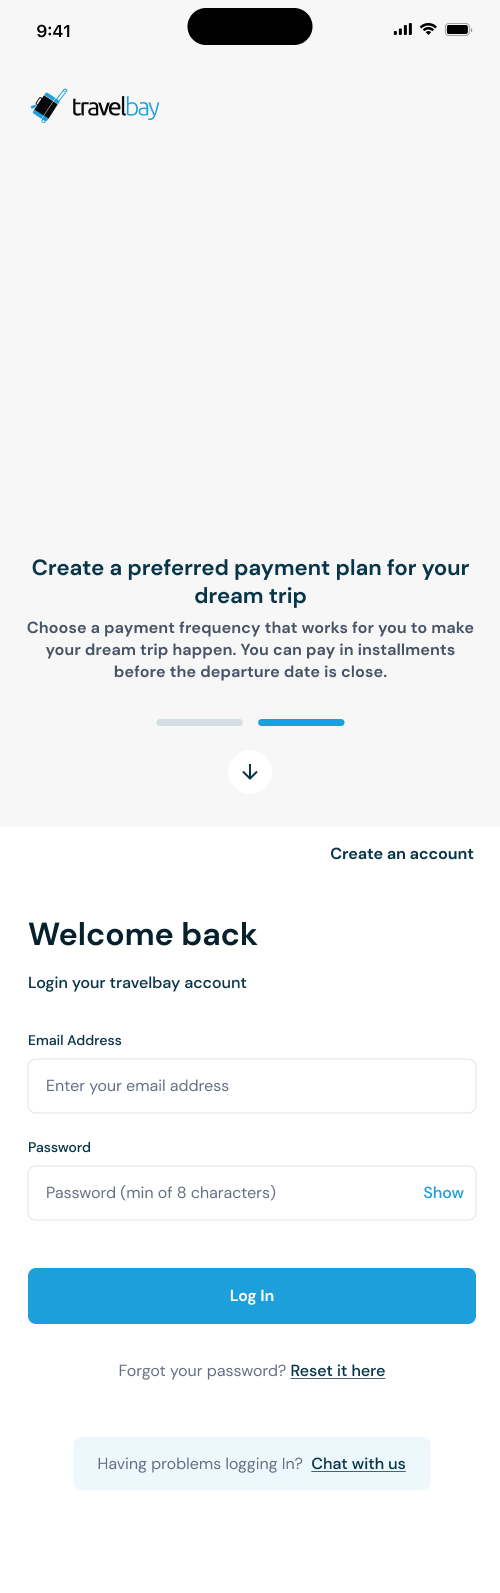 9:41
travelbay
Create a preferred payment plan for your
dream trip
Choose a payment frequency that works for you to make
your dream trip happen. You can pay in installments
before the departure date is close.
Create an account
Welcome back
Login your travelbay account
Email Address
Enter your email address
Password
Password (min of 8 characters) Show
Log In
Forgot your password? Reset it here
Having problems logging In? Chat with us